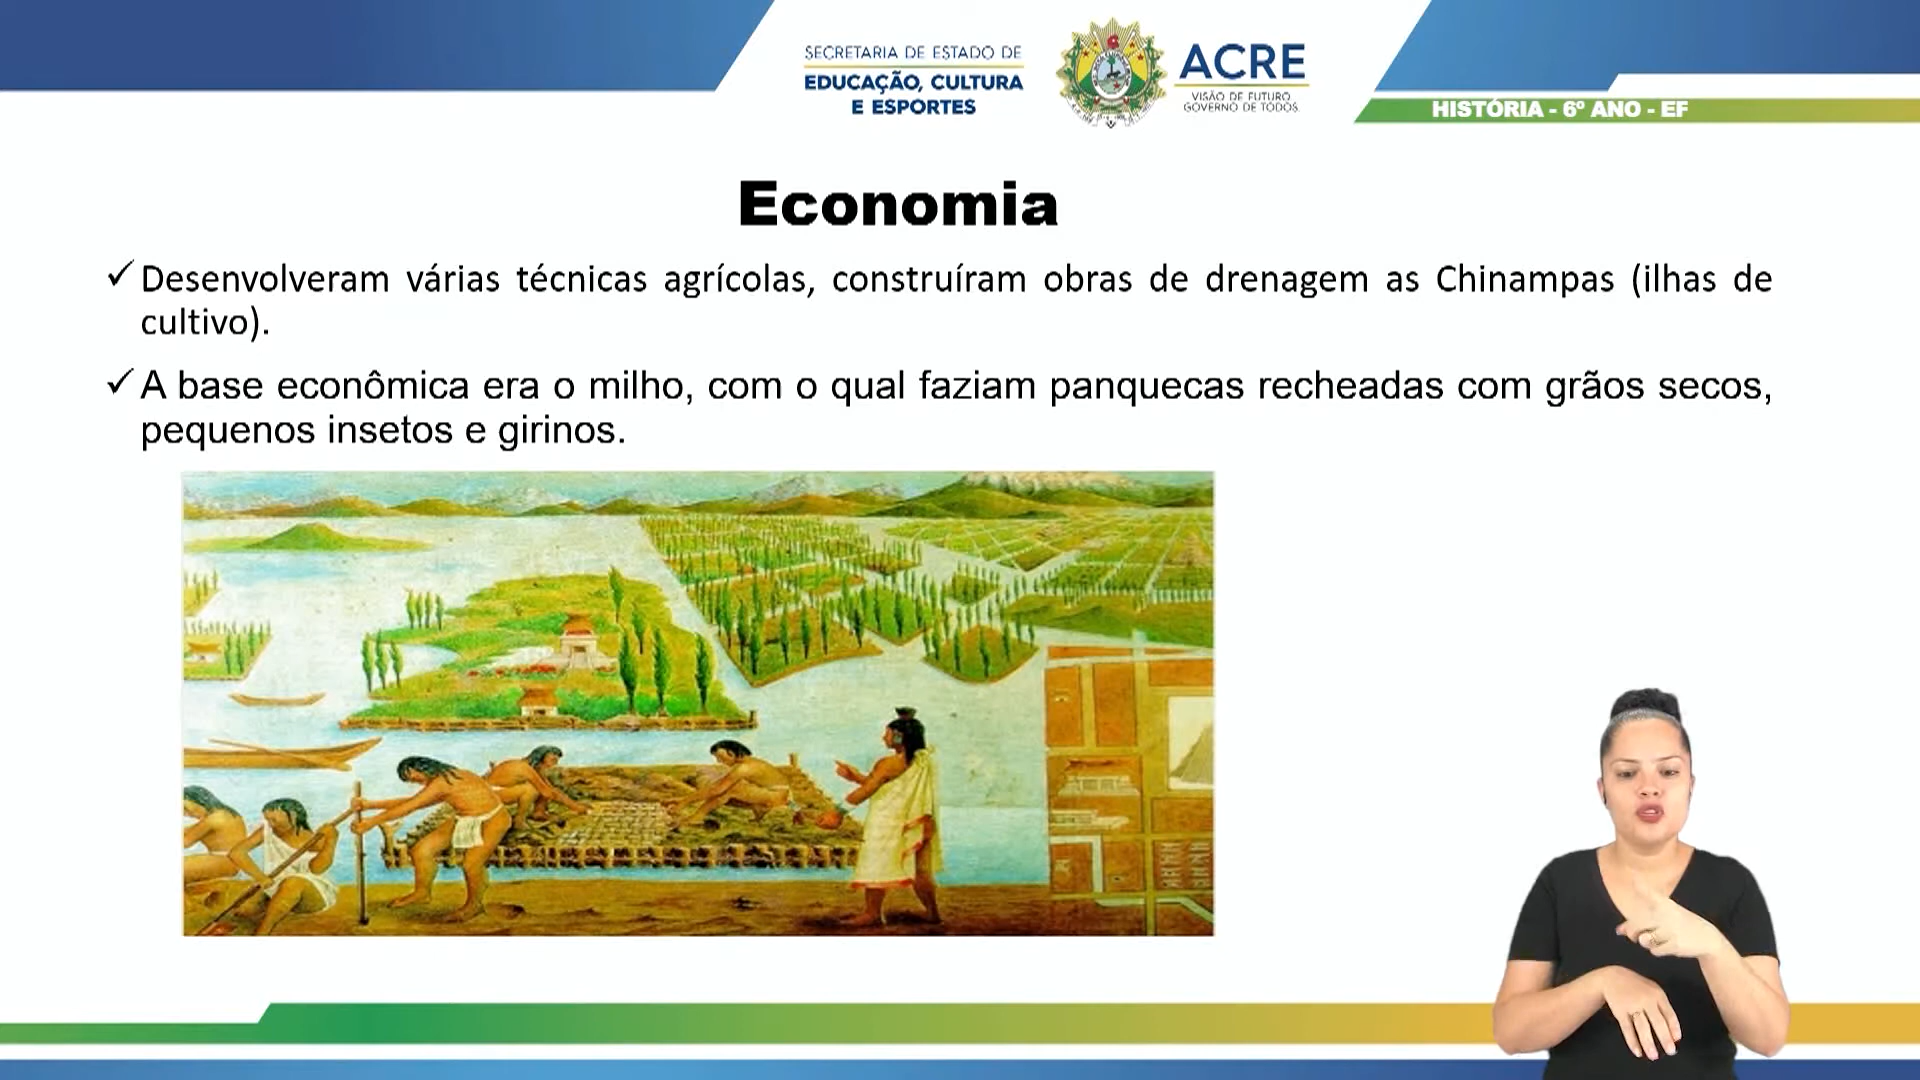 SECRETARIA DE ESTADO DE
EDUCAÇÃO, CULTURA
E ESPORTES
ACRE
VISÃO DE FUTURO
GOVERNO DE TODOS
HISTÓRIA - 6º ANO - EF
Economia
✓ Desenvolveram várias técnicas agrícolas, construíram obras de drenagem as Chinampas (ilhas de
cultivo).
✓ A base econômica era o milho, com o qual faziam panquecas recheadas com grãos secos,
pequenos insetos e girinos.